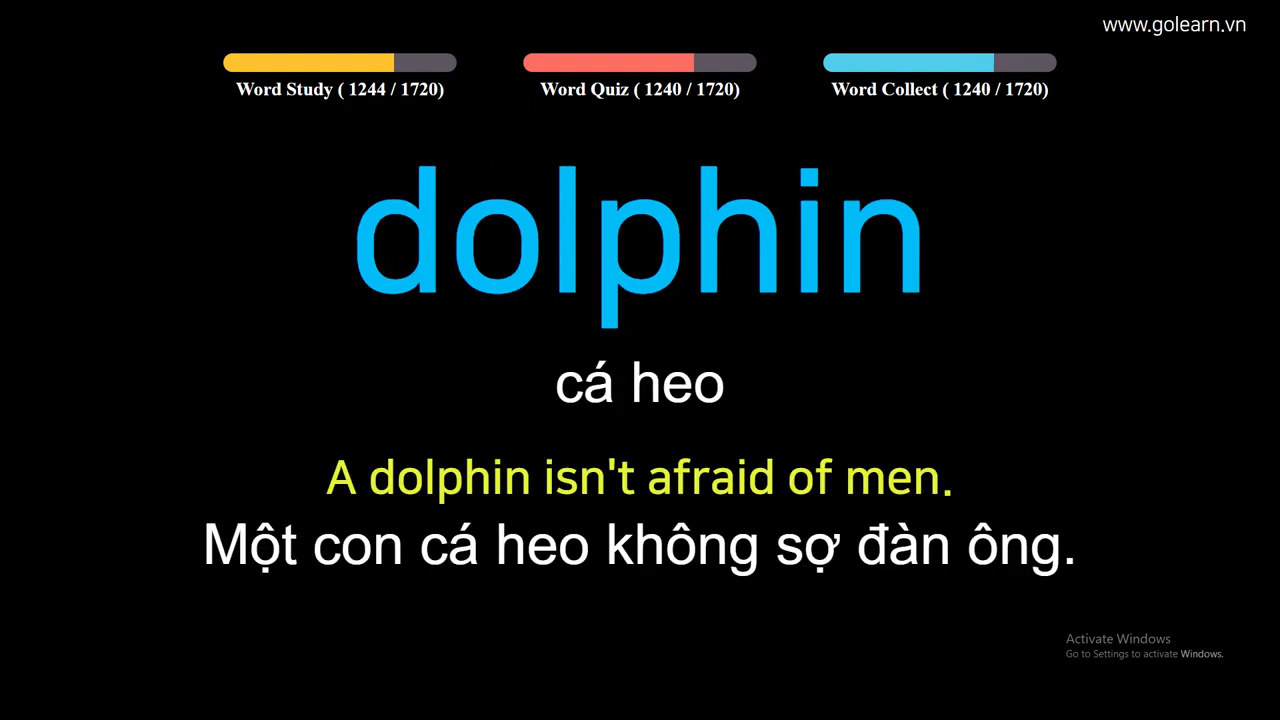 www.golearn.vn
Word Study ( 1244 / 1720)
Word Quiz ( 1240 / 1720)
Word Collect ( 1240 / 1720)
dolphin
cá heo
A dolphin isn't afraid of men.
Một con cá heo không sợ đàn ông.
Activate Windows
Go to Settings to activate Windows.